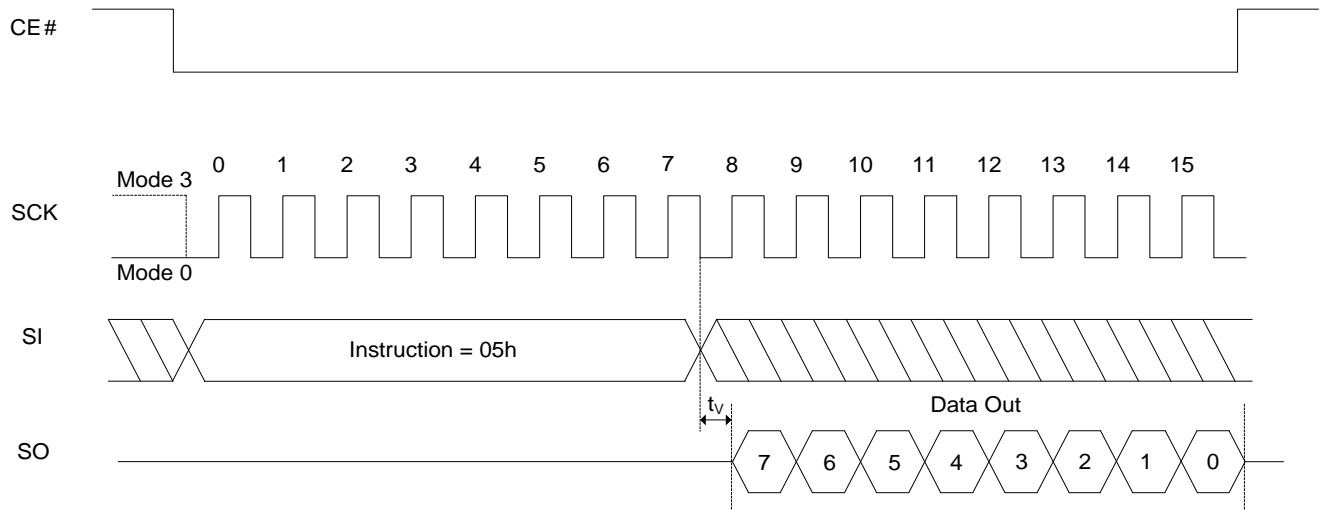 CE#
0 1 2 3 4 5 6 7 8 9 10 11 12 13 14 15
Mode 3
SCK
Mode 0
SI
Instruction = 05h
tV
Data Out
SO
7 6 5 4 3 2 1 0